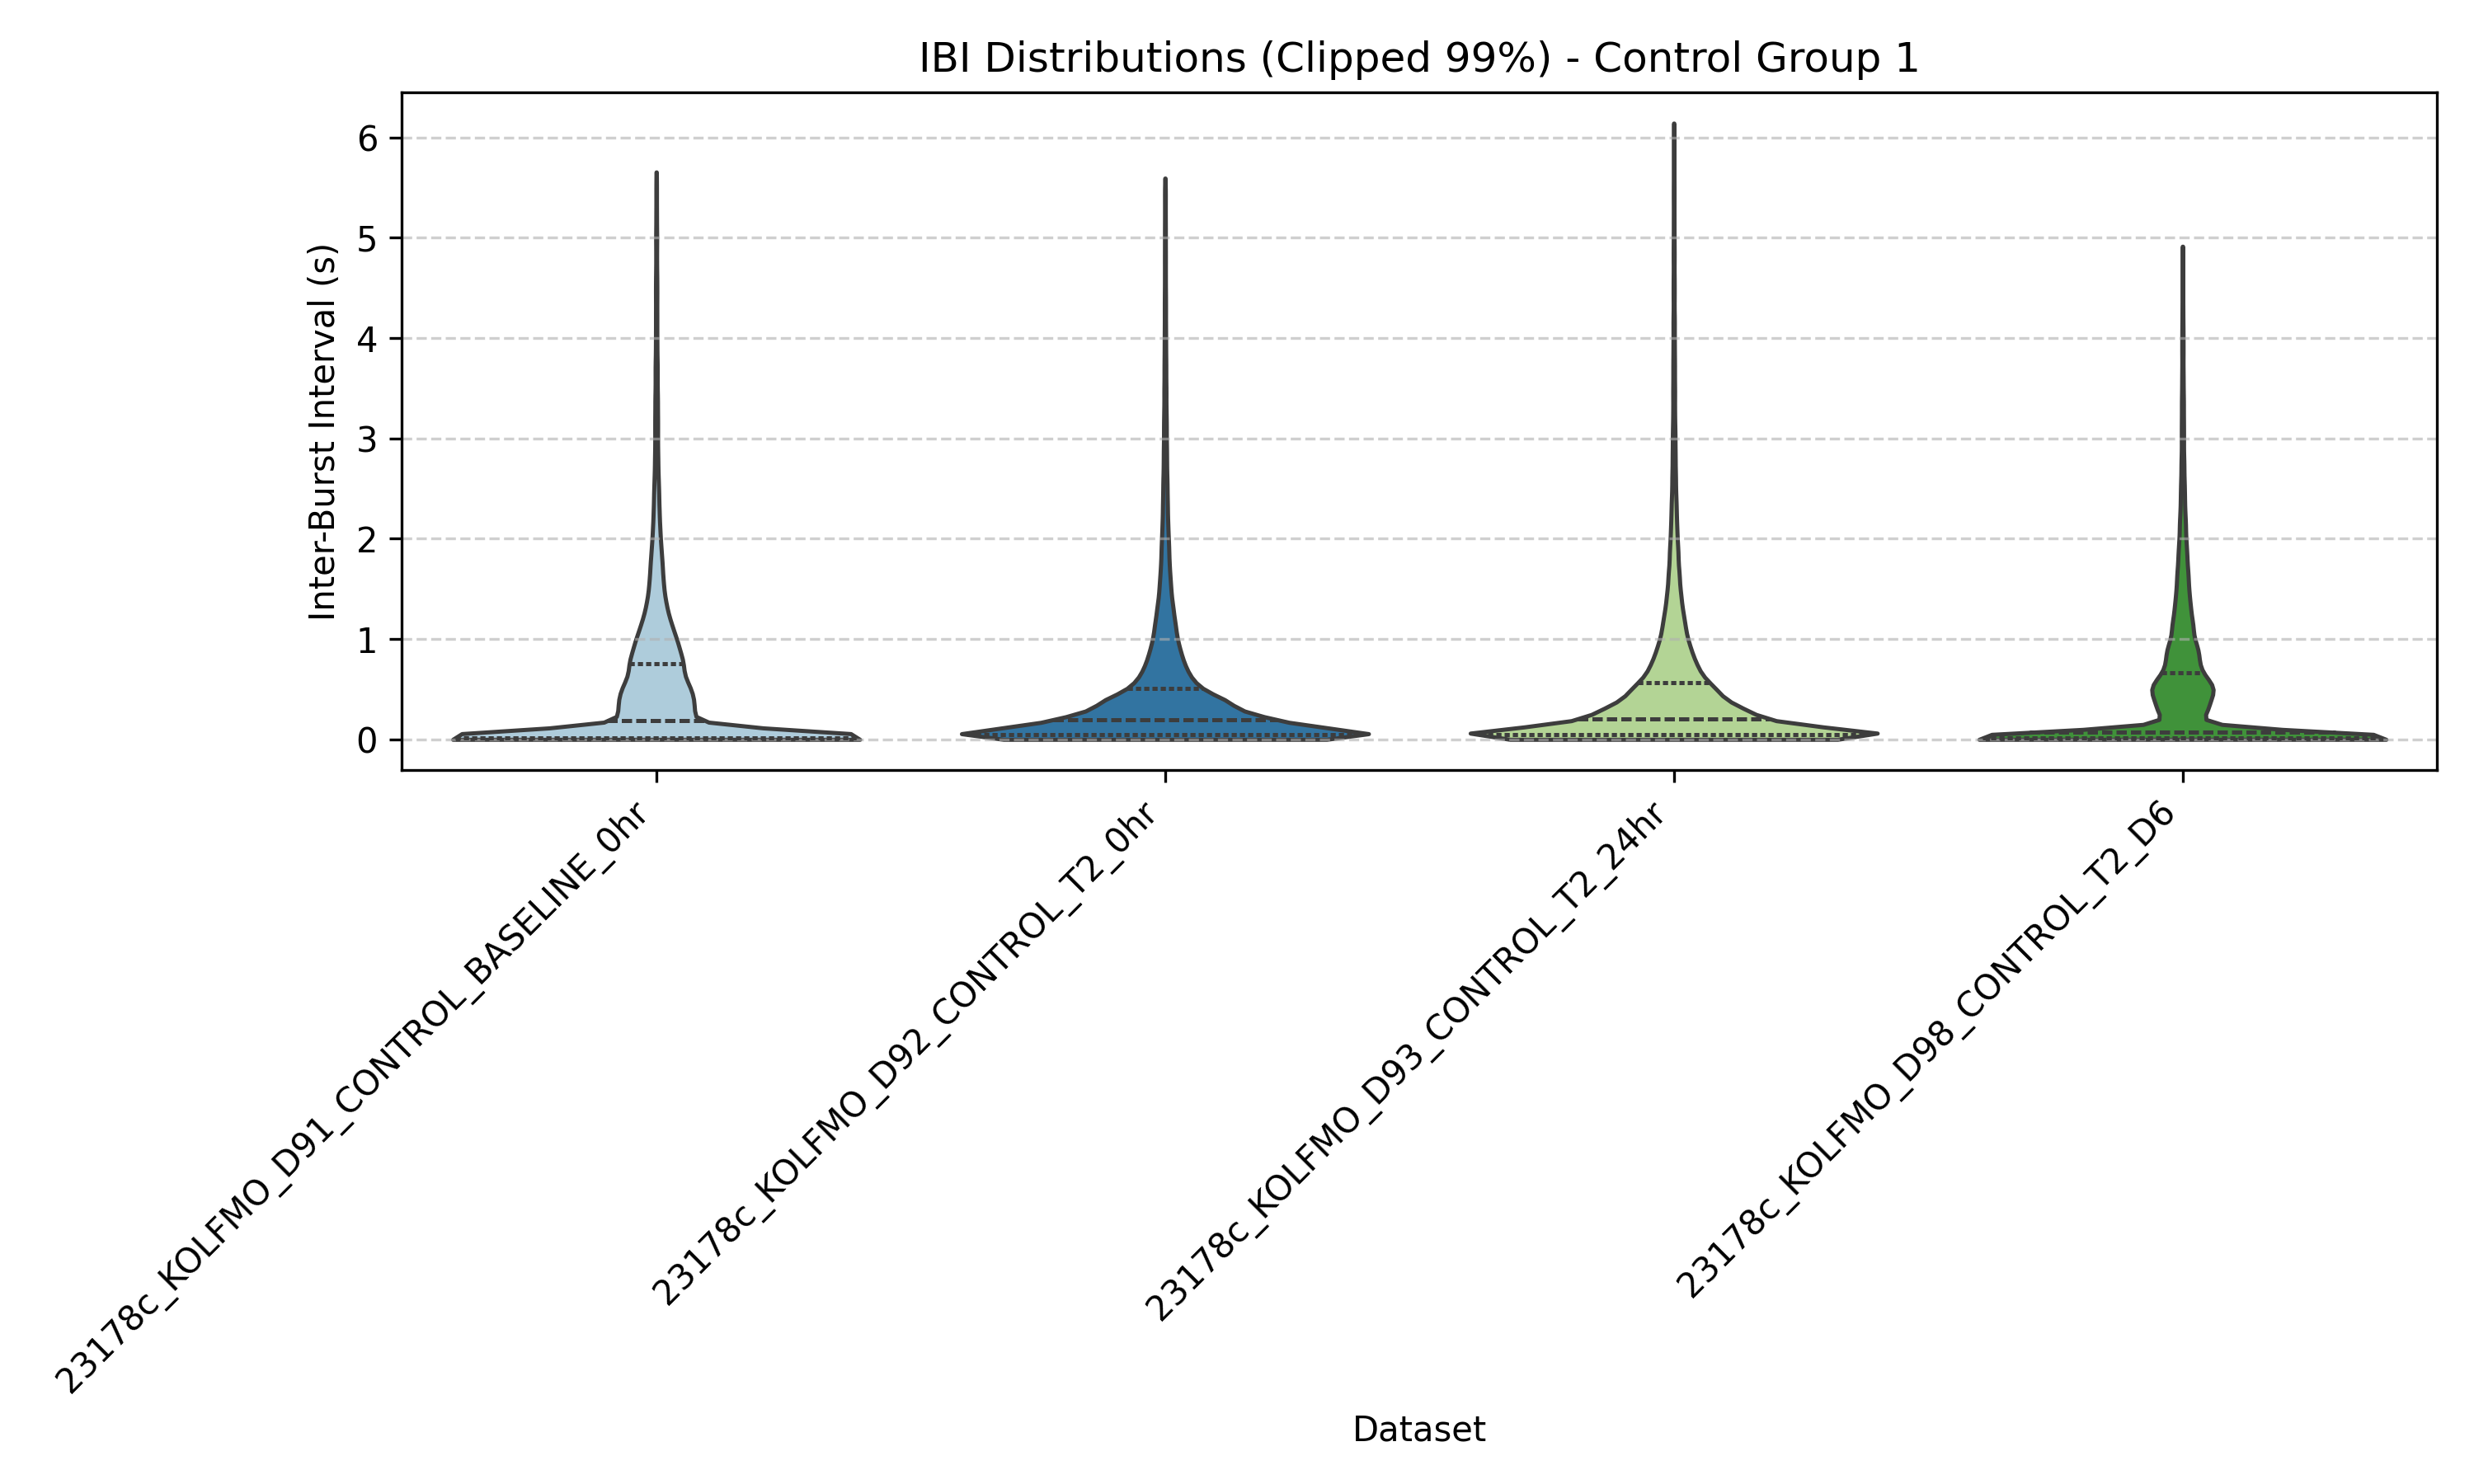 IBI Distributions (Clipped 99%) - Control Group 1
Inter-Burst Interval (s)
6
5
4
3
2
1
0
23178c_KOLFMO_D91_CONTROL_BASELINE_0hr
23178c_KOLFMO_D92_CONTROL_T2_0hr
23178c_KOLFMO_D93_CONTROL_T2_24hr
23178c_KOLFMO_D98_CONTROL_T2_D6
Dataset